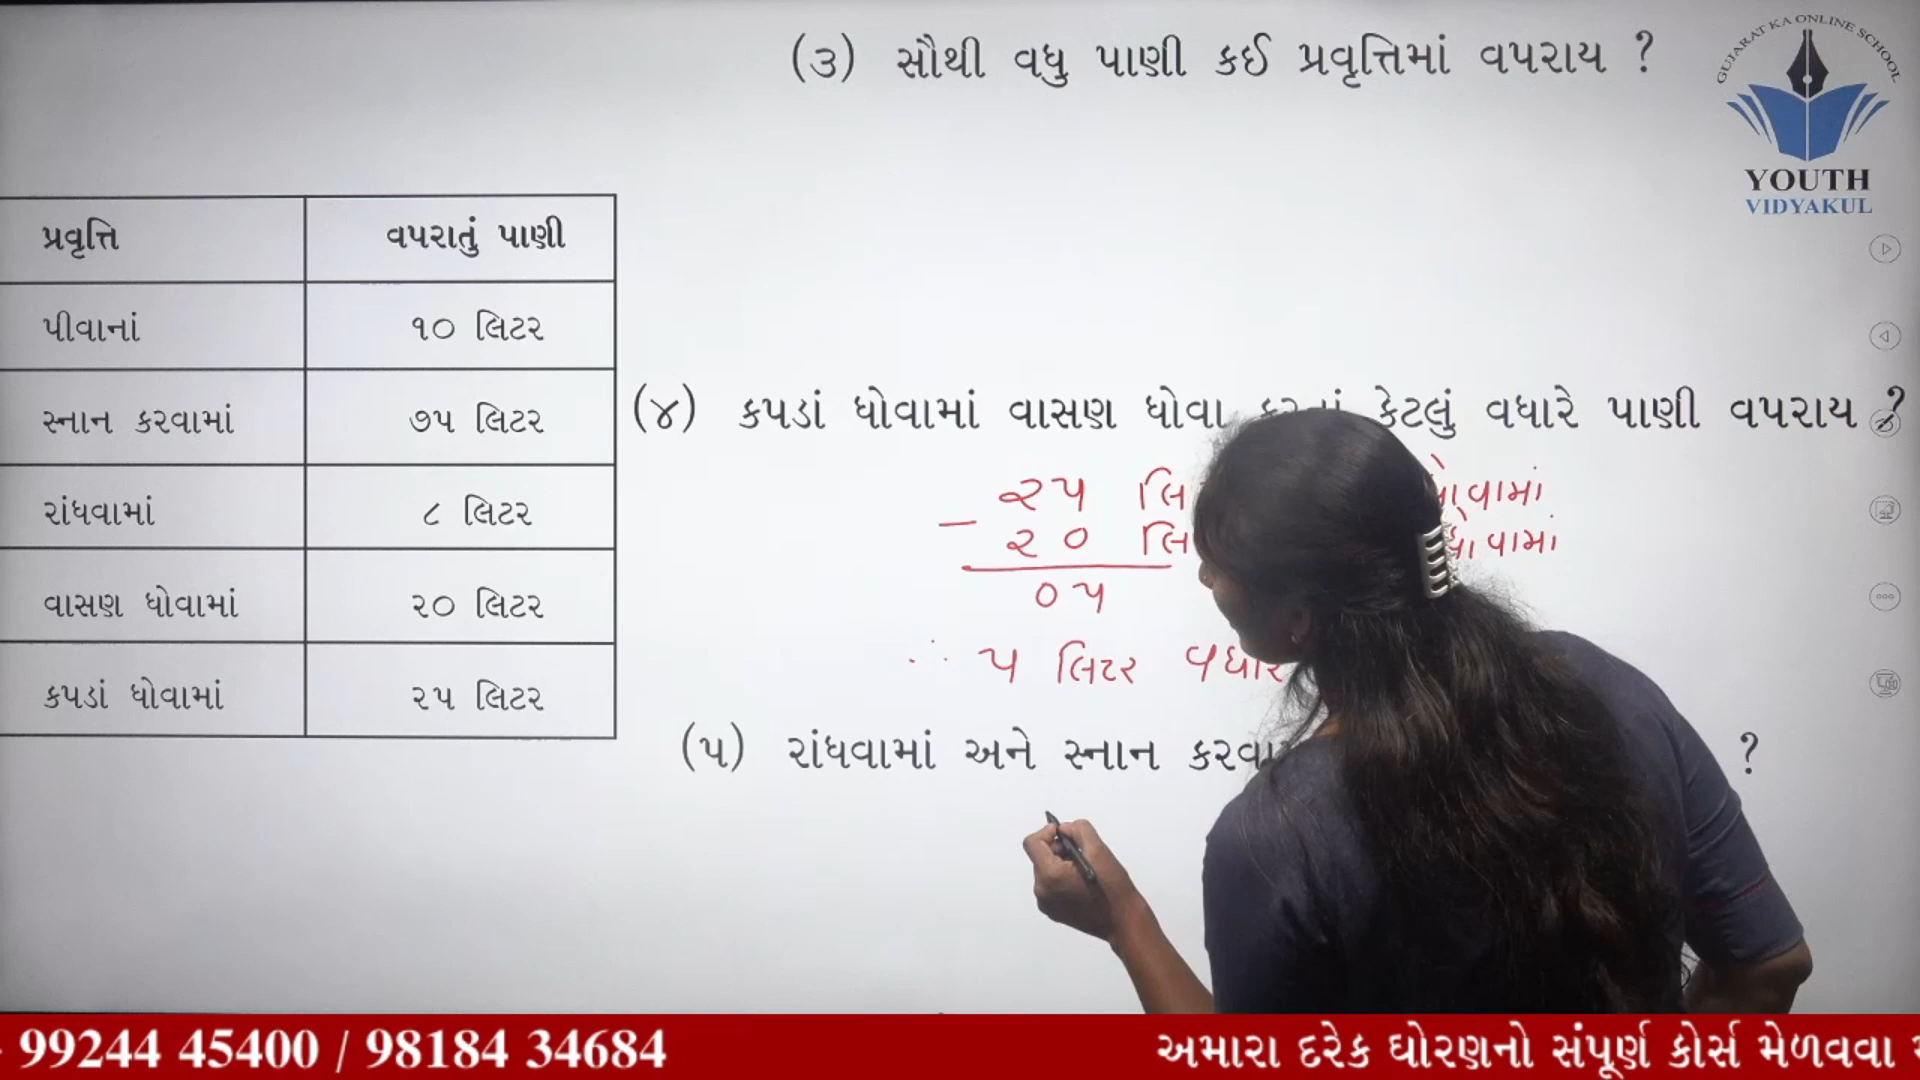 (૩) સૌથી વધુ પાણી કઈ પ્રવૃત્તિમાં વપરાય ?
GUJARAT KA ONLINE SCHOOL
YOUTH
VIDYAKUL
પ્રવૃત્તિ વપરાતું પાણી
પીવાનાં ૧૦ લિટર
સ્નાન કરવામાં ૭૫ લિટર
રાંધવામાં ૮ લિટર
વાસણ ધોવામાં ૨૦ લિટર
કપડાં ધોવામાં ૨૫ લિટર
(૪) કપડાં ધોવામાં વાસણ ધોવા કેટલું વધારે પાણી વપરાય ?
૨૫
- ૨૦
૦૫
∴ ૫ લિટર વધારે
(૫) રાંધવામાં અને સ્નાન ?
99244 45400 / 98184 34684
અમારા દરેક ધોરણનો સંપૂર્ણ કોર્સ મેળવવા